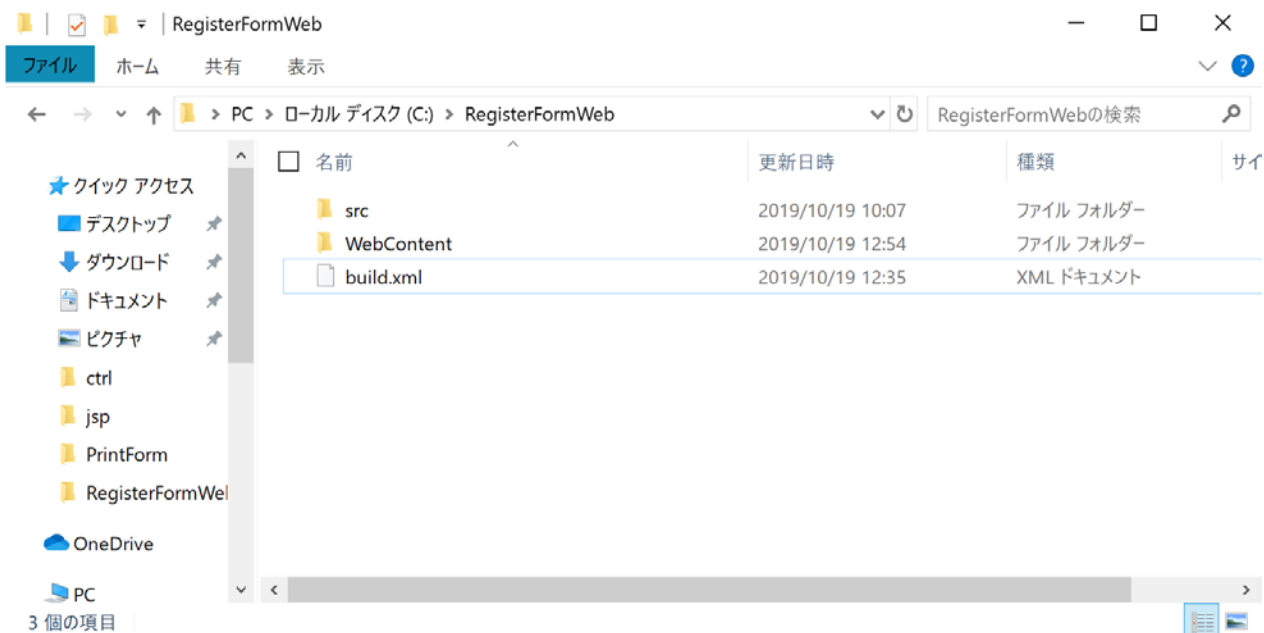 RegisterFormWeb
ファイル ホーム 共有 表示
PC ローカル ディスク (C:) RegisterFormWeb RegisterFormWebの検索
名前 更新日時 種類 サイ
クイック アクセス
デスクトップ
ダウンロード
ドキュメント
ピクチャ
ctrl
jsp
PrintForm
RegisterFormWel
OneDrive
PC
src 2019/10/19 10:07 ファイル フォルダー
WebContent 2019/10/19 12:54 ファイル フォルダー
build.xml 2019/10/19 12:35 XML ドキュメント
3 個の項目